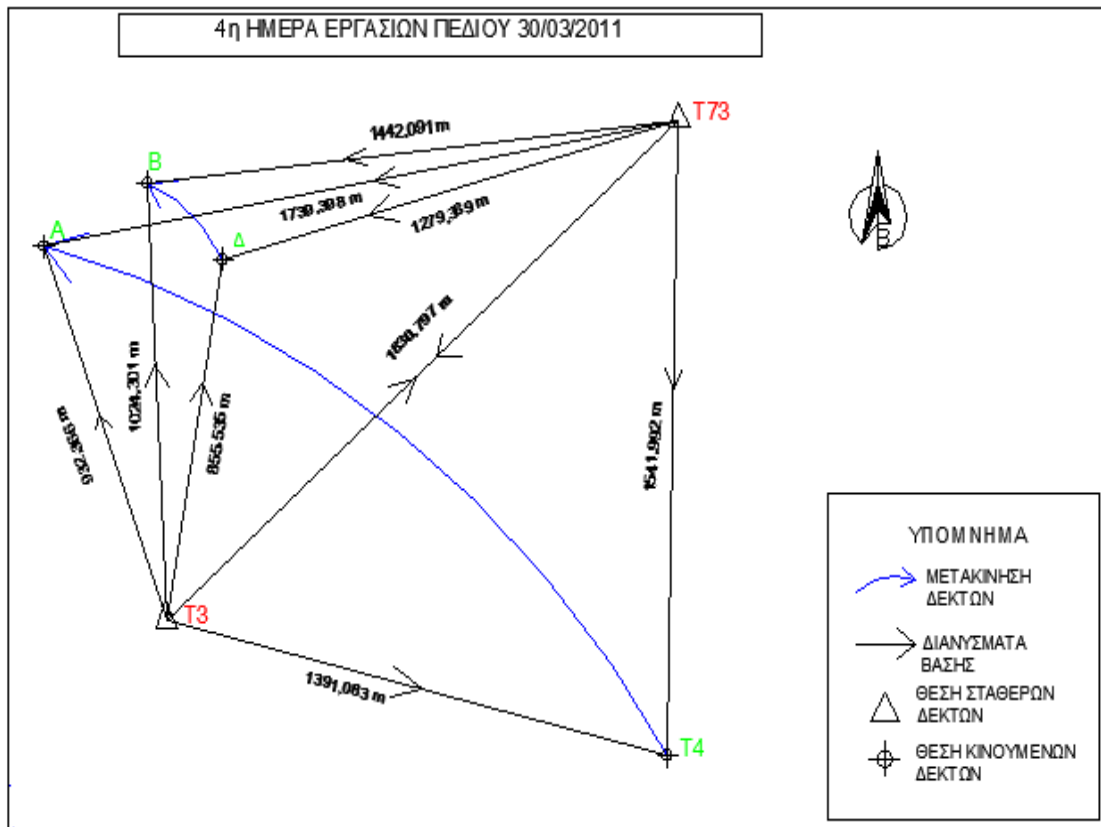 4η ΗΜΕΡΑ ΕΡΓΑΣΙΩΝ ΠΕΔΙΟΥ 30/03/2011
T73
1442,091 m
B
A
Δ
1739,398 m
1279,369 m
B
1830,797 m
1024,301 m
855.535 m
932,366 m
1541,992 m
T3
1391,083 m
T4
ΥΠΟΜΝΗΜΑ
ΜΕΤΑΚΙΝΗΣΗ
ΔΕΚΤΩΝ
ΔΙΑΝΥΣΜΑΤΑ
ΒΑΣΗΣ
ΘΕΣΗ ΣΤΑΘΕΡΩΝ
ΔΕΚΤΩΝ
ΘΕΣΗ ΚΙΝΟΥΜΕΝΩΝ
ΔΕΚΤΩΝ